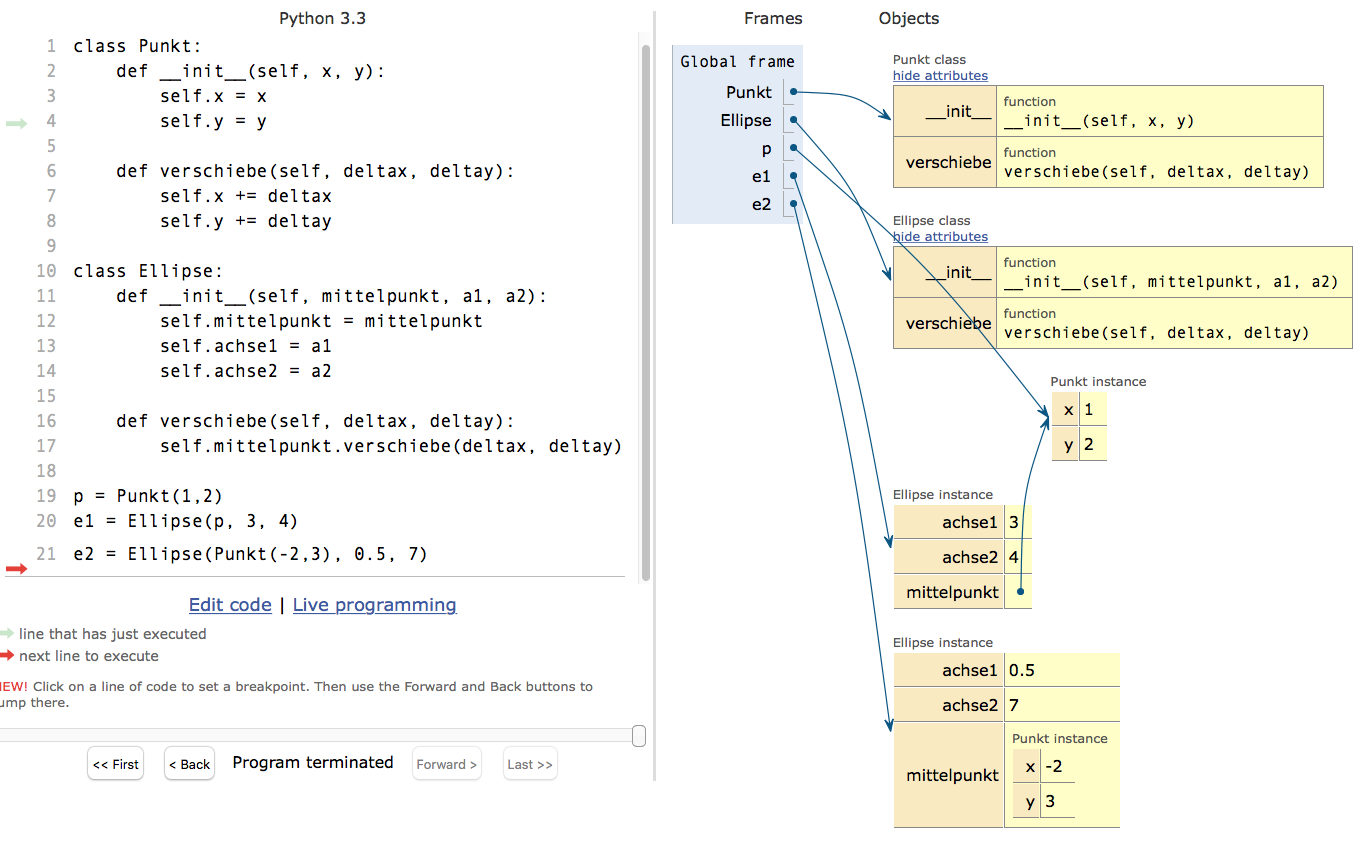 Python 3.3
1 class Punkt:
2     def __init__(self, x, y):
3         self.x = x
4         self.y = y
5
6     def verschiebe(self, deltax, deltay):
7         self.x += deltax
8         self.y += deltay
9
10 class Ellipse:
11     def __init__(self, mittelpunkt, a1, a2):
12         self.mittelpunkt = mittelpunkt
13         self.achse1 = a1
14         self.achse2 = a2
15
16     def verschiebe(self, deltax, deltay):
17         self.mittelpunkt.verschiebe(deltax, deltay)
18
19 p = Punkt(1,2)
20 e1 = Ellipse(p, 3, 4)
21 e2 = Ellipse(Punkt(-2,3), 0.5, 7)
Edit code | Live programming
line that has just executed
next line to execute
EW! Click on a line of code to set a breakpoint. Then use the Forward and Back buttons to
ump there.
<< First
< Back
Program terminated
Forward >
Last >>
Frames
Objects
Global frame
Punkt
Ellipse
p
e1
e2
Punkt class
hide attributes
__init__
function
__init__(self, x, y)
verschiebe
function
verschiebe(self, deltax, deltay)
Ellipse class
hide attributes
__init__
function
__init__(self, mittelpunkt, a1, a2)
verschiebe
function
verschiebe(self, deltax, deltay)
Punkt instance
x 1
y 2
Ellipse instance
achse1 3
achse2 4
mittelpunkt
Ellipse instance
achse1 0.5
achse2 7
mittelpunkt
Punkt instance
x -2
y 3